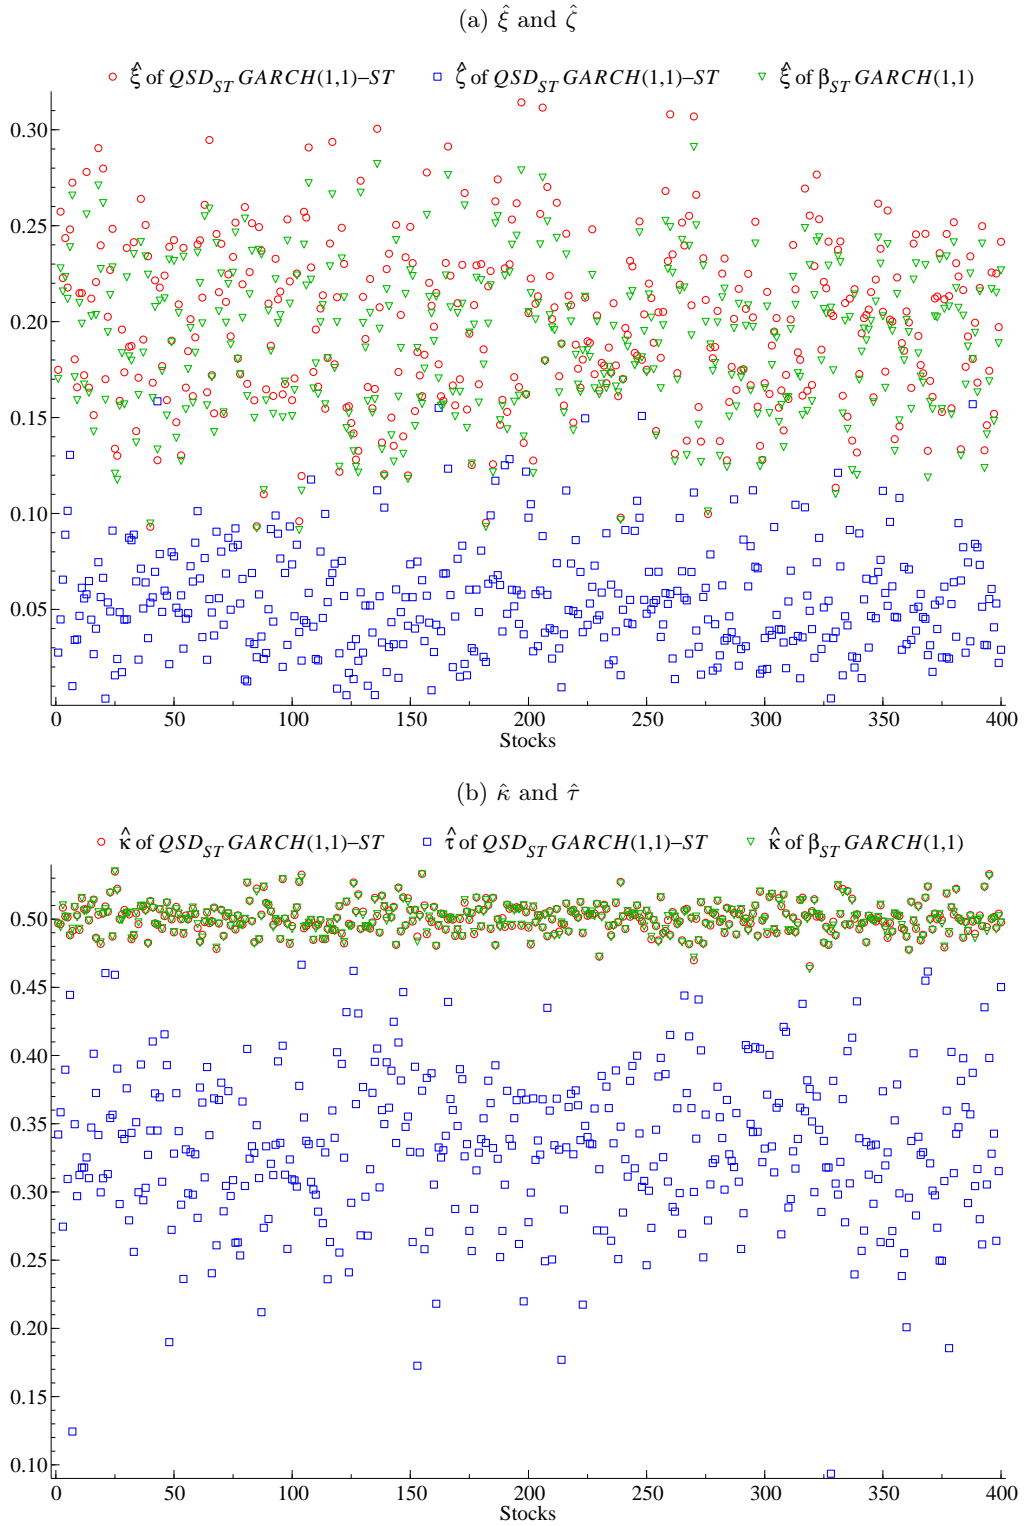 (a) ξ̂ and ζ̂
ξ̂ of QSD_ST GARCH(1,1)–ST ζ̂ of QSD_ST GARCH(1,1)–ST ξ̂ of β_ST GARCH(1,1)
0.30
0.25
0.20
0.15
0.10
0.05
0 50 100 150 200 250 300 350 400
Stocks
(b) κ̂ and τ̂
κ̂ of QSD_ST GARCH(1,1)–ST τ̂ of QSD_ST GARCH(1,1)–ST κ̂ of β_ST GARCH(1,1)
0.50
0.45
0.40
0.35
0.30
0.25
0.20
0.15
0.10
0 50 100 150 200 250 300 350 400
Stocks